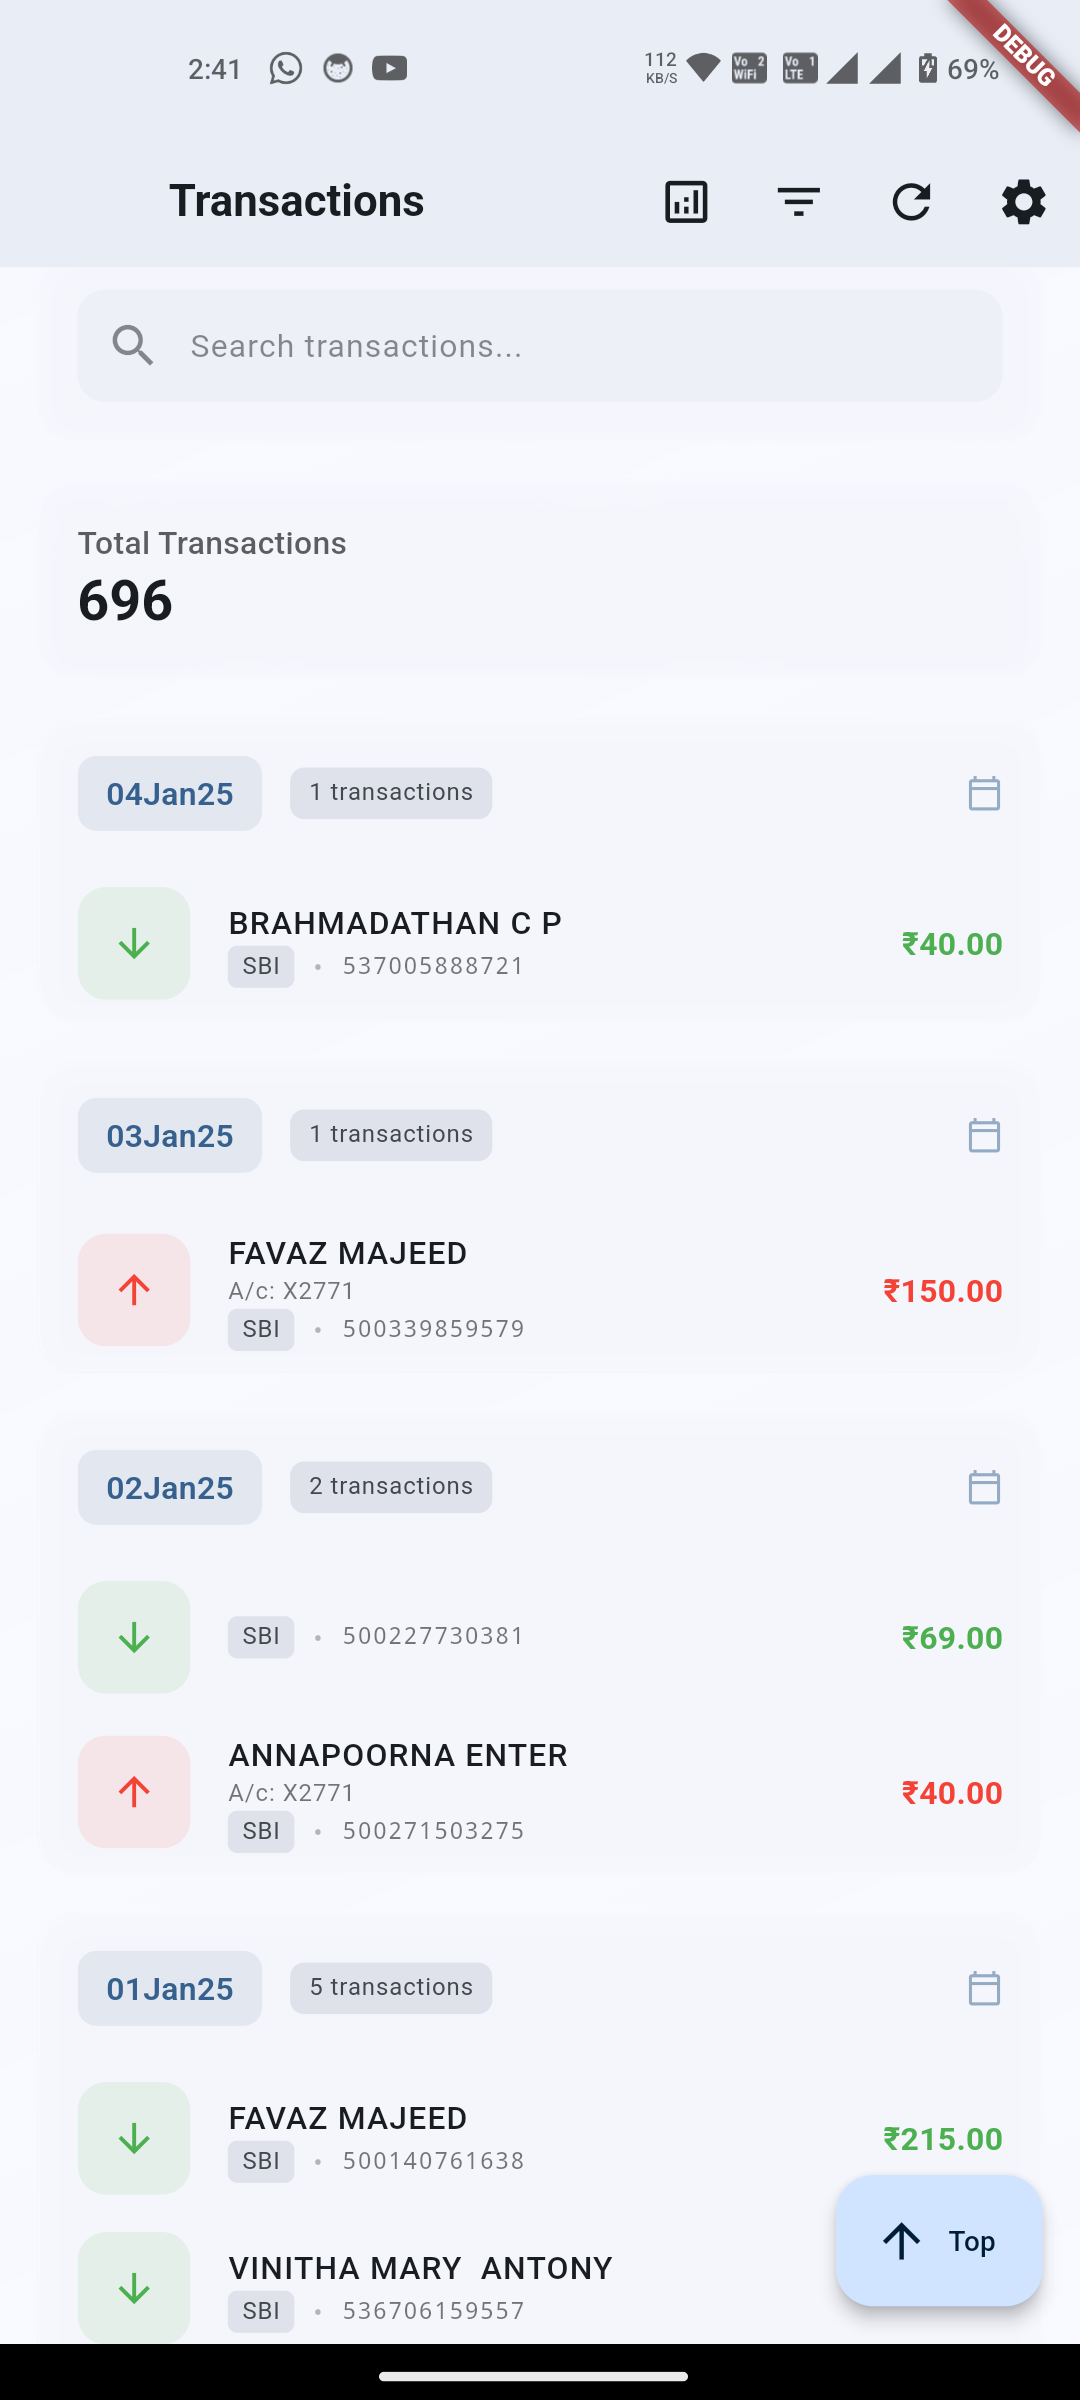 2:41
112
KB/S
Vo 2
WiFi
Vo 1
LTE
69%
DEBUG
Transactions
Search transactions...
Total Transactions
696
04Jan25
1 transactions
BRAHMADATHAN C P
SBI • 537005888721
₹40.00
03Jan25
1 transactions
FAVAZ MAJEED
A/c: X2771
SBI • 500339859579
₹150.00
02Jan25
2 transactions
SBI • 500227730381
₹69.00
ANNAPOORNA ENTER
A/c: X2771
SBI • 500271503275
₹40.00
01Jan25
5 transactions
FAVAZ MAJEED
SBI • 500140761638
₹215.00
Top
VINITHA MARY  ANTONY
SBI • 536706159557